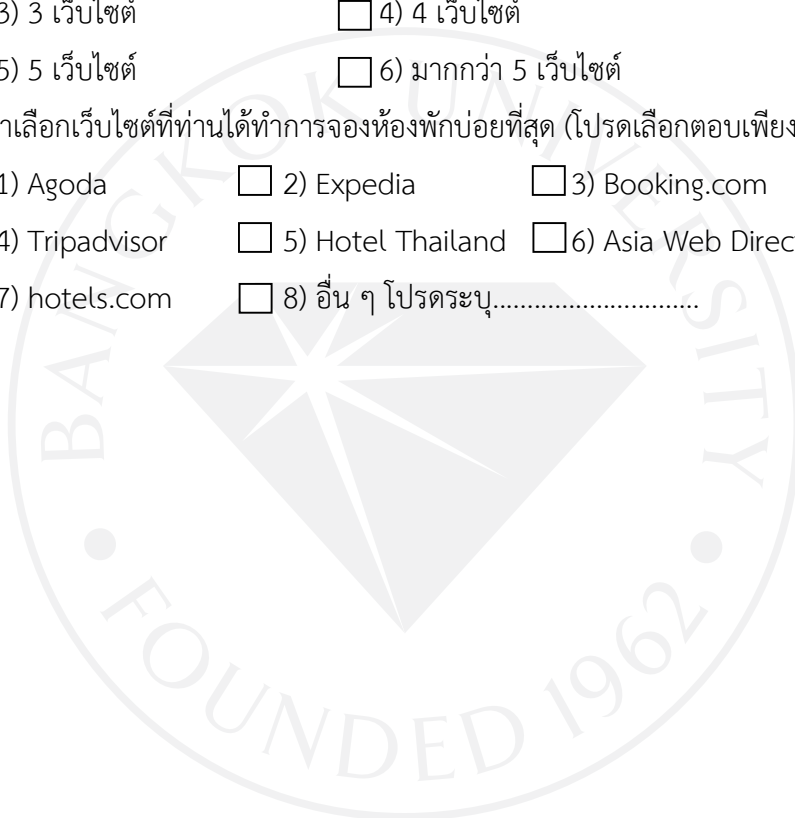 3) 3 เว็บไซต์ 4) 4 เว็บไซต์
5) 5 เว็บไซต์ 6) มากกว่า 5 เว็บไซต์
าเลือกเว็บไซต์ที่ท่านได้ทำการจองห้องพักบ่อยที่สุด (โปรดเลือกตอบเพียง
1) Agoda 2) Expedia 3) Booking.com
4) Tripadvisor 5) Hotel Thailand 6) Asia Web Direc
7) hotels.com 8) อื่น ๆ โปรดระบุ..............................
BANGKOK UNIVERSITY
FOUNDED 1962